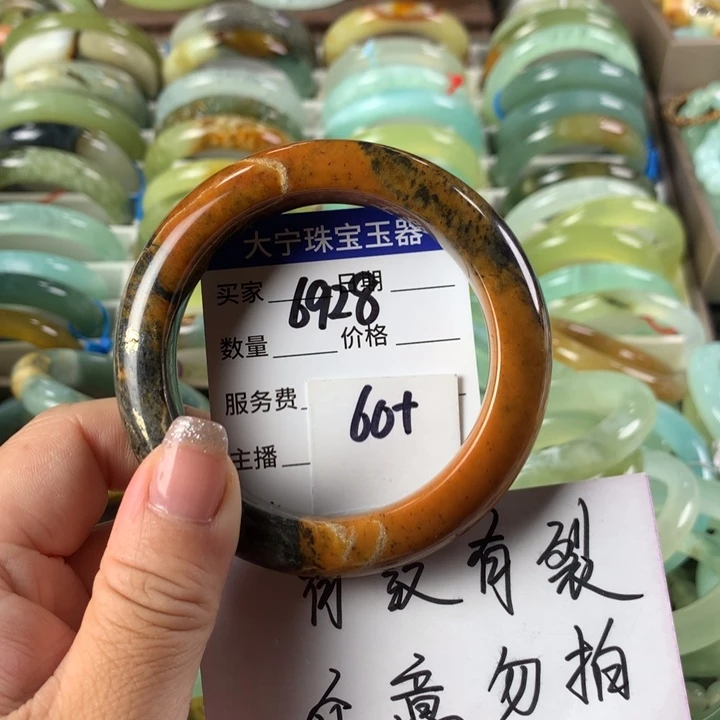 大宁珠宝玉器
买家 6928 日期
数量 价格
服务费
60+
主播
有纹有裂
介意勿拍